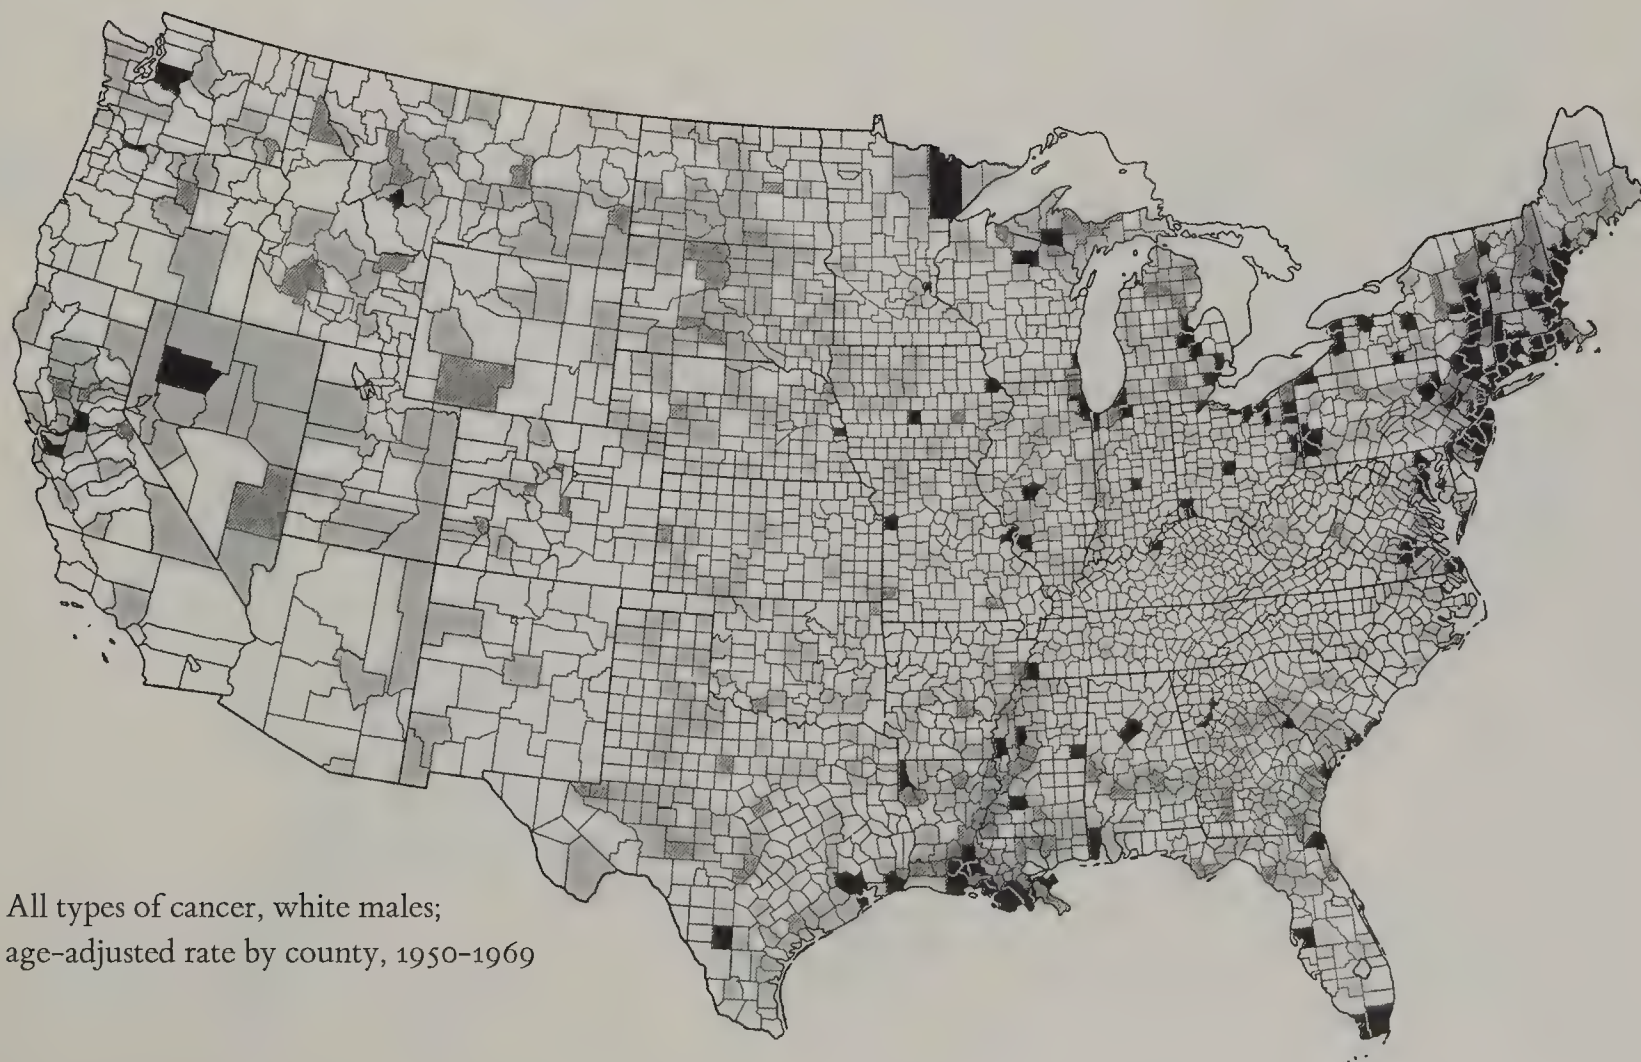 All types of cancer, white males;
age-adjusted rate by county, 1950-1969